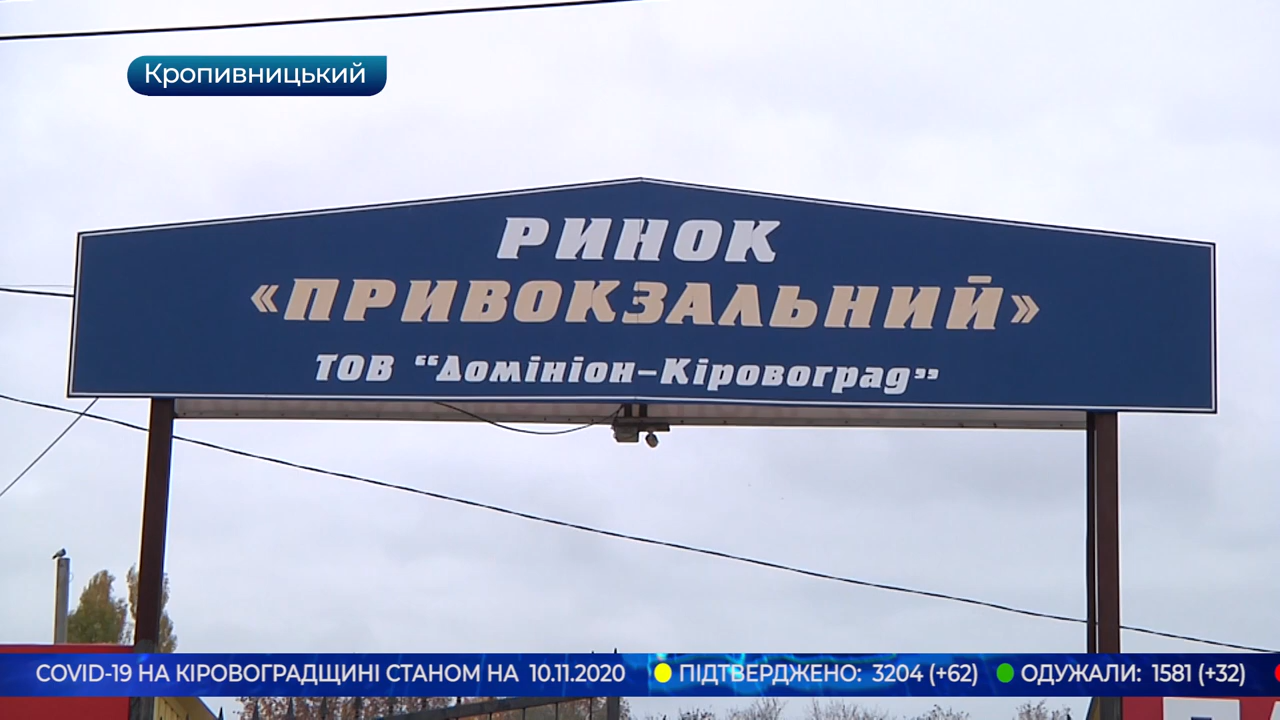 Кропивницький
РИНОК
«ПРИВОКЗАЛЬНИЙ»
ТОВ “Домініон-Кіровоград”
COVID-19 НА КІРОВОГРАДЩИНІ СТАНОМ НА 10.11.2020 ПІДТВЕРДЖЕНО: 3204 (+62) ОДУЖАЛИ: 1581 (+32)